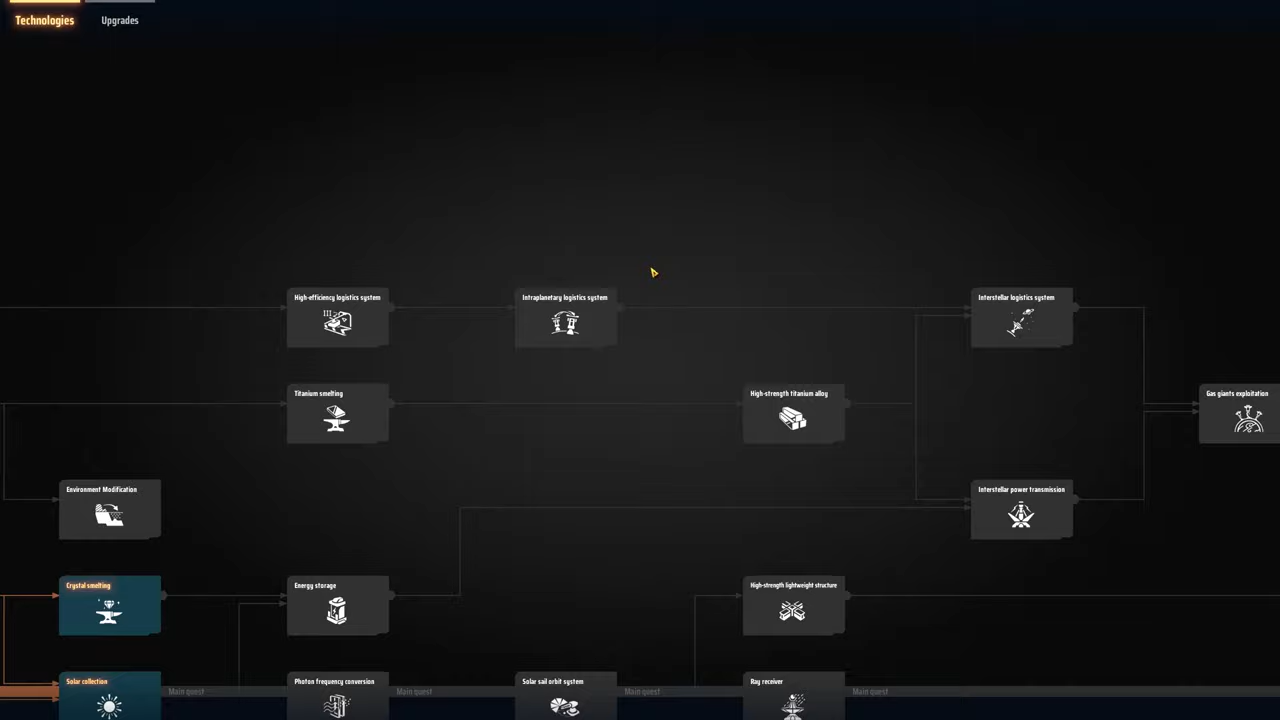 Technologies Upgrades
High-efficiency logistics system Intraplanetary logistics system Interstellar logistics system
III
Titanium smelting High-strength titanium alloy Gas giants exploitation
Environment Modification Interstellar power transmission
Crystal smelting Energy storage High-strength lightweight structure
Solar collection Main quest Photon frequency conversion Main quest Solar sail orbit system Main quest Ray receiver Main quest